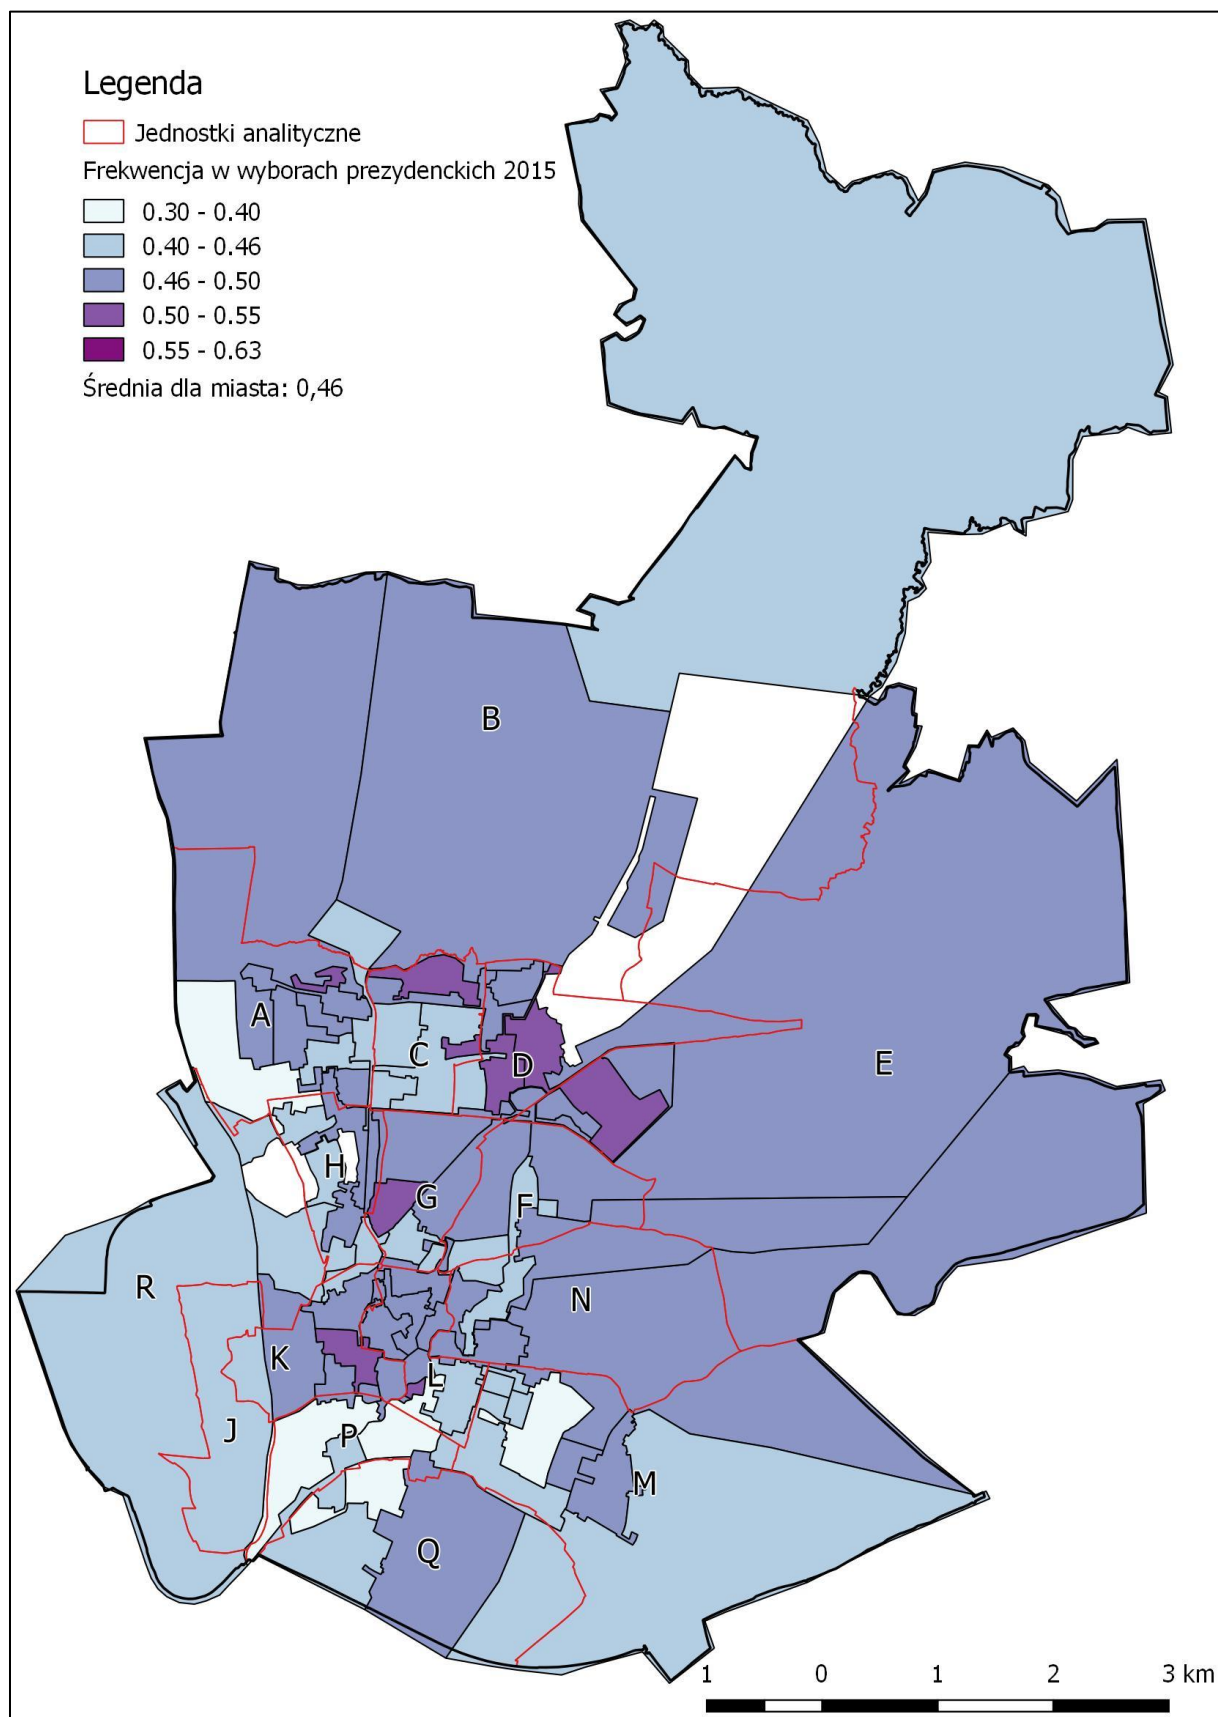 Legenda
Jednostki analityczne
Frekwencja w wyborach prezydenckich 2015
0.30 - 0.40
0.40 - 0.46
0.46 - 0.50
0.50 - 0.55
0.55 - 0.63
Średnia dla miasta: 0,46
B
A
C
D
E
H
G
F
R
N
K
L
J
P
M
Q
1 0 1 2 3 km